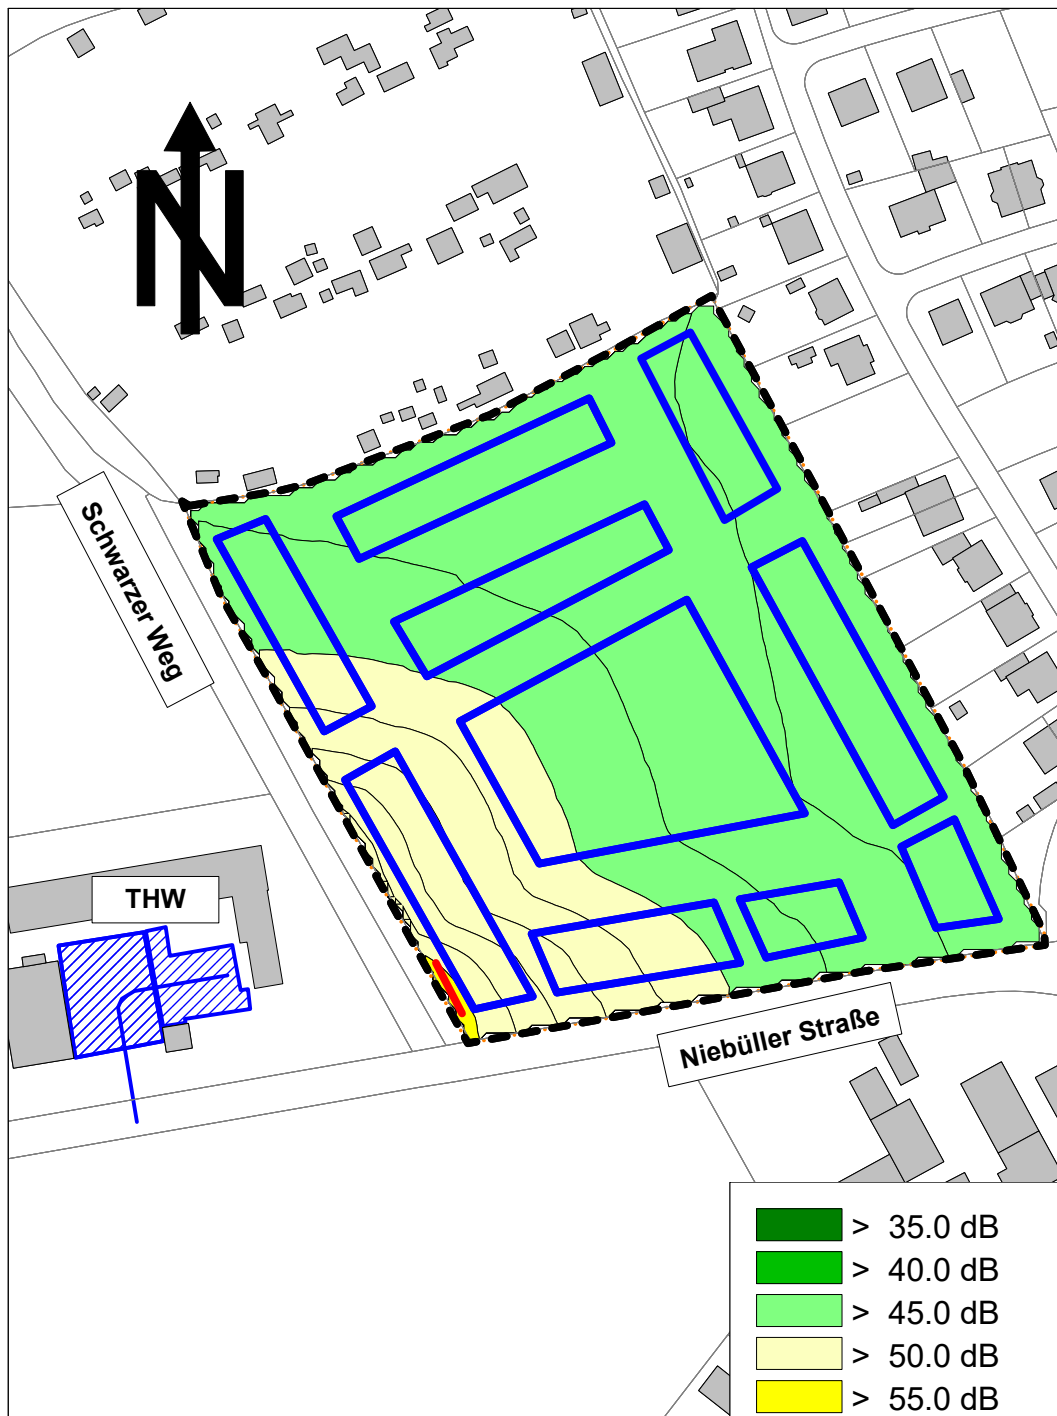 N
Schwarzer Weg
THW
Niebüller Straße
> 35.0 dB
> 40.0 dB
> 45.0 dB
> 50.0 dB
> 55.0 dB